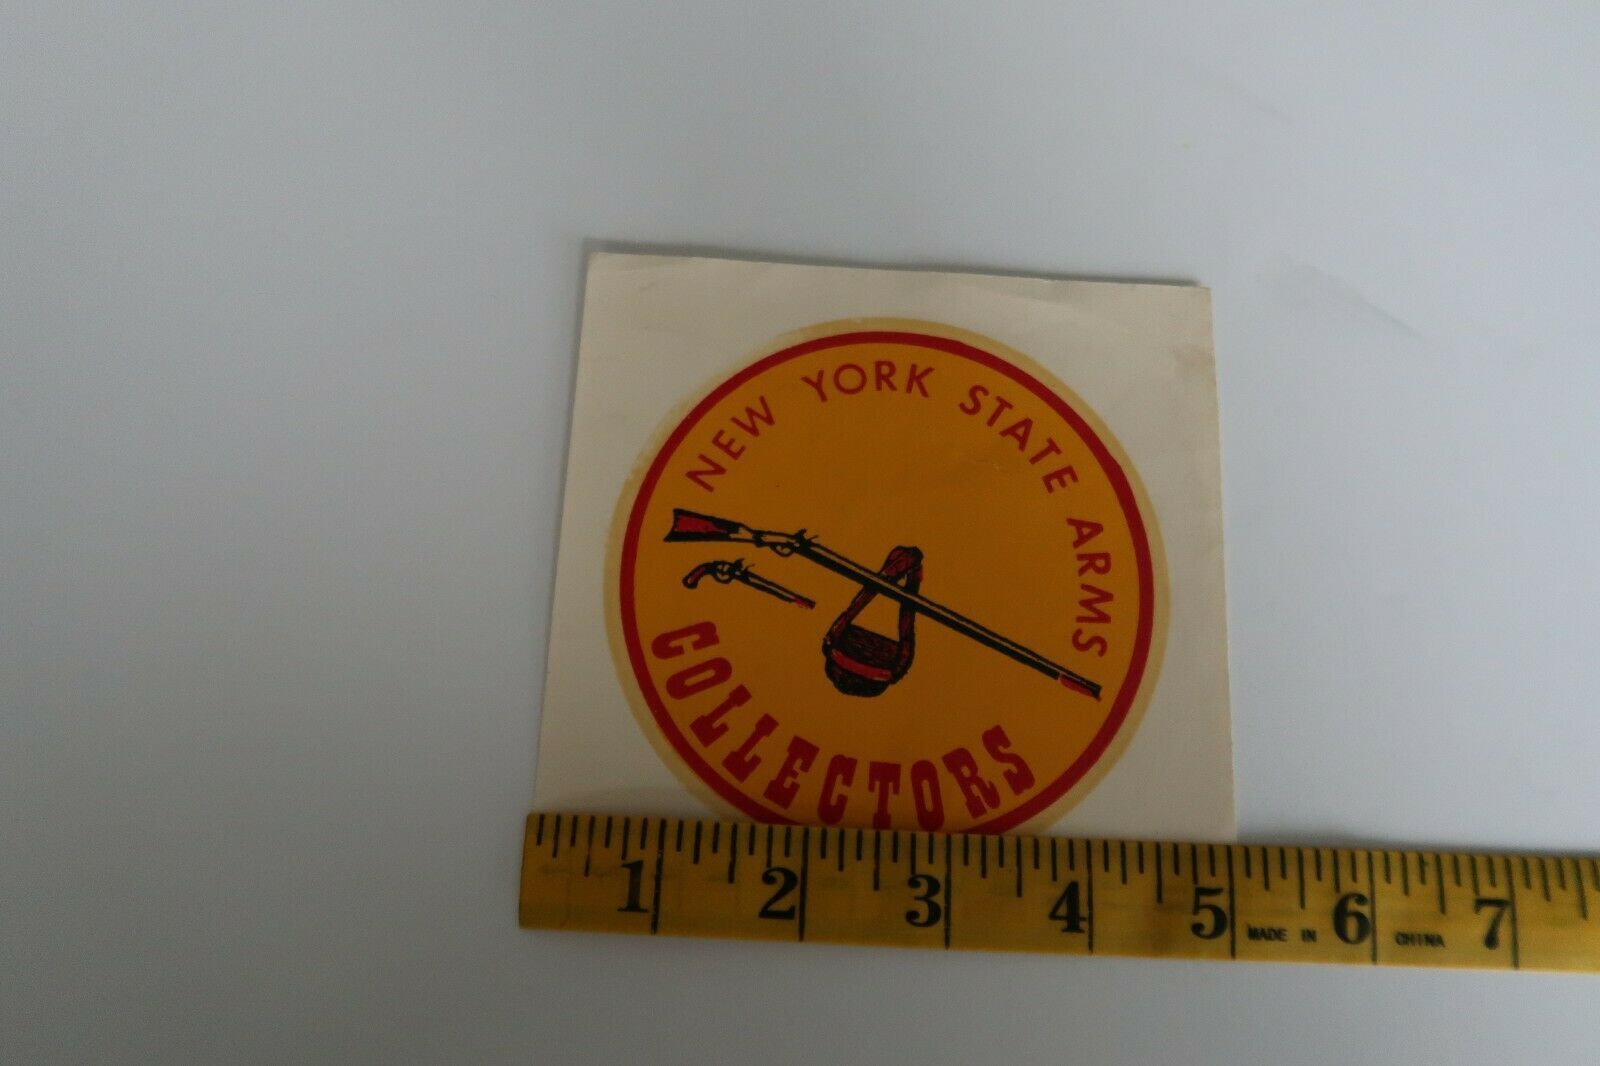 NEW YORK STATE ARMS
COLLECTORS
1 2 3 4 5 MADE IN 6 CHINA 7